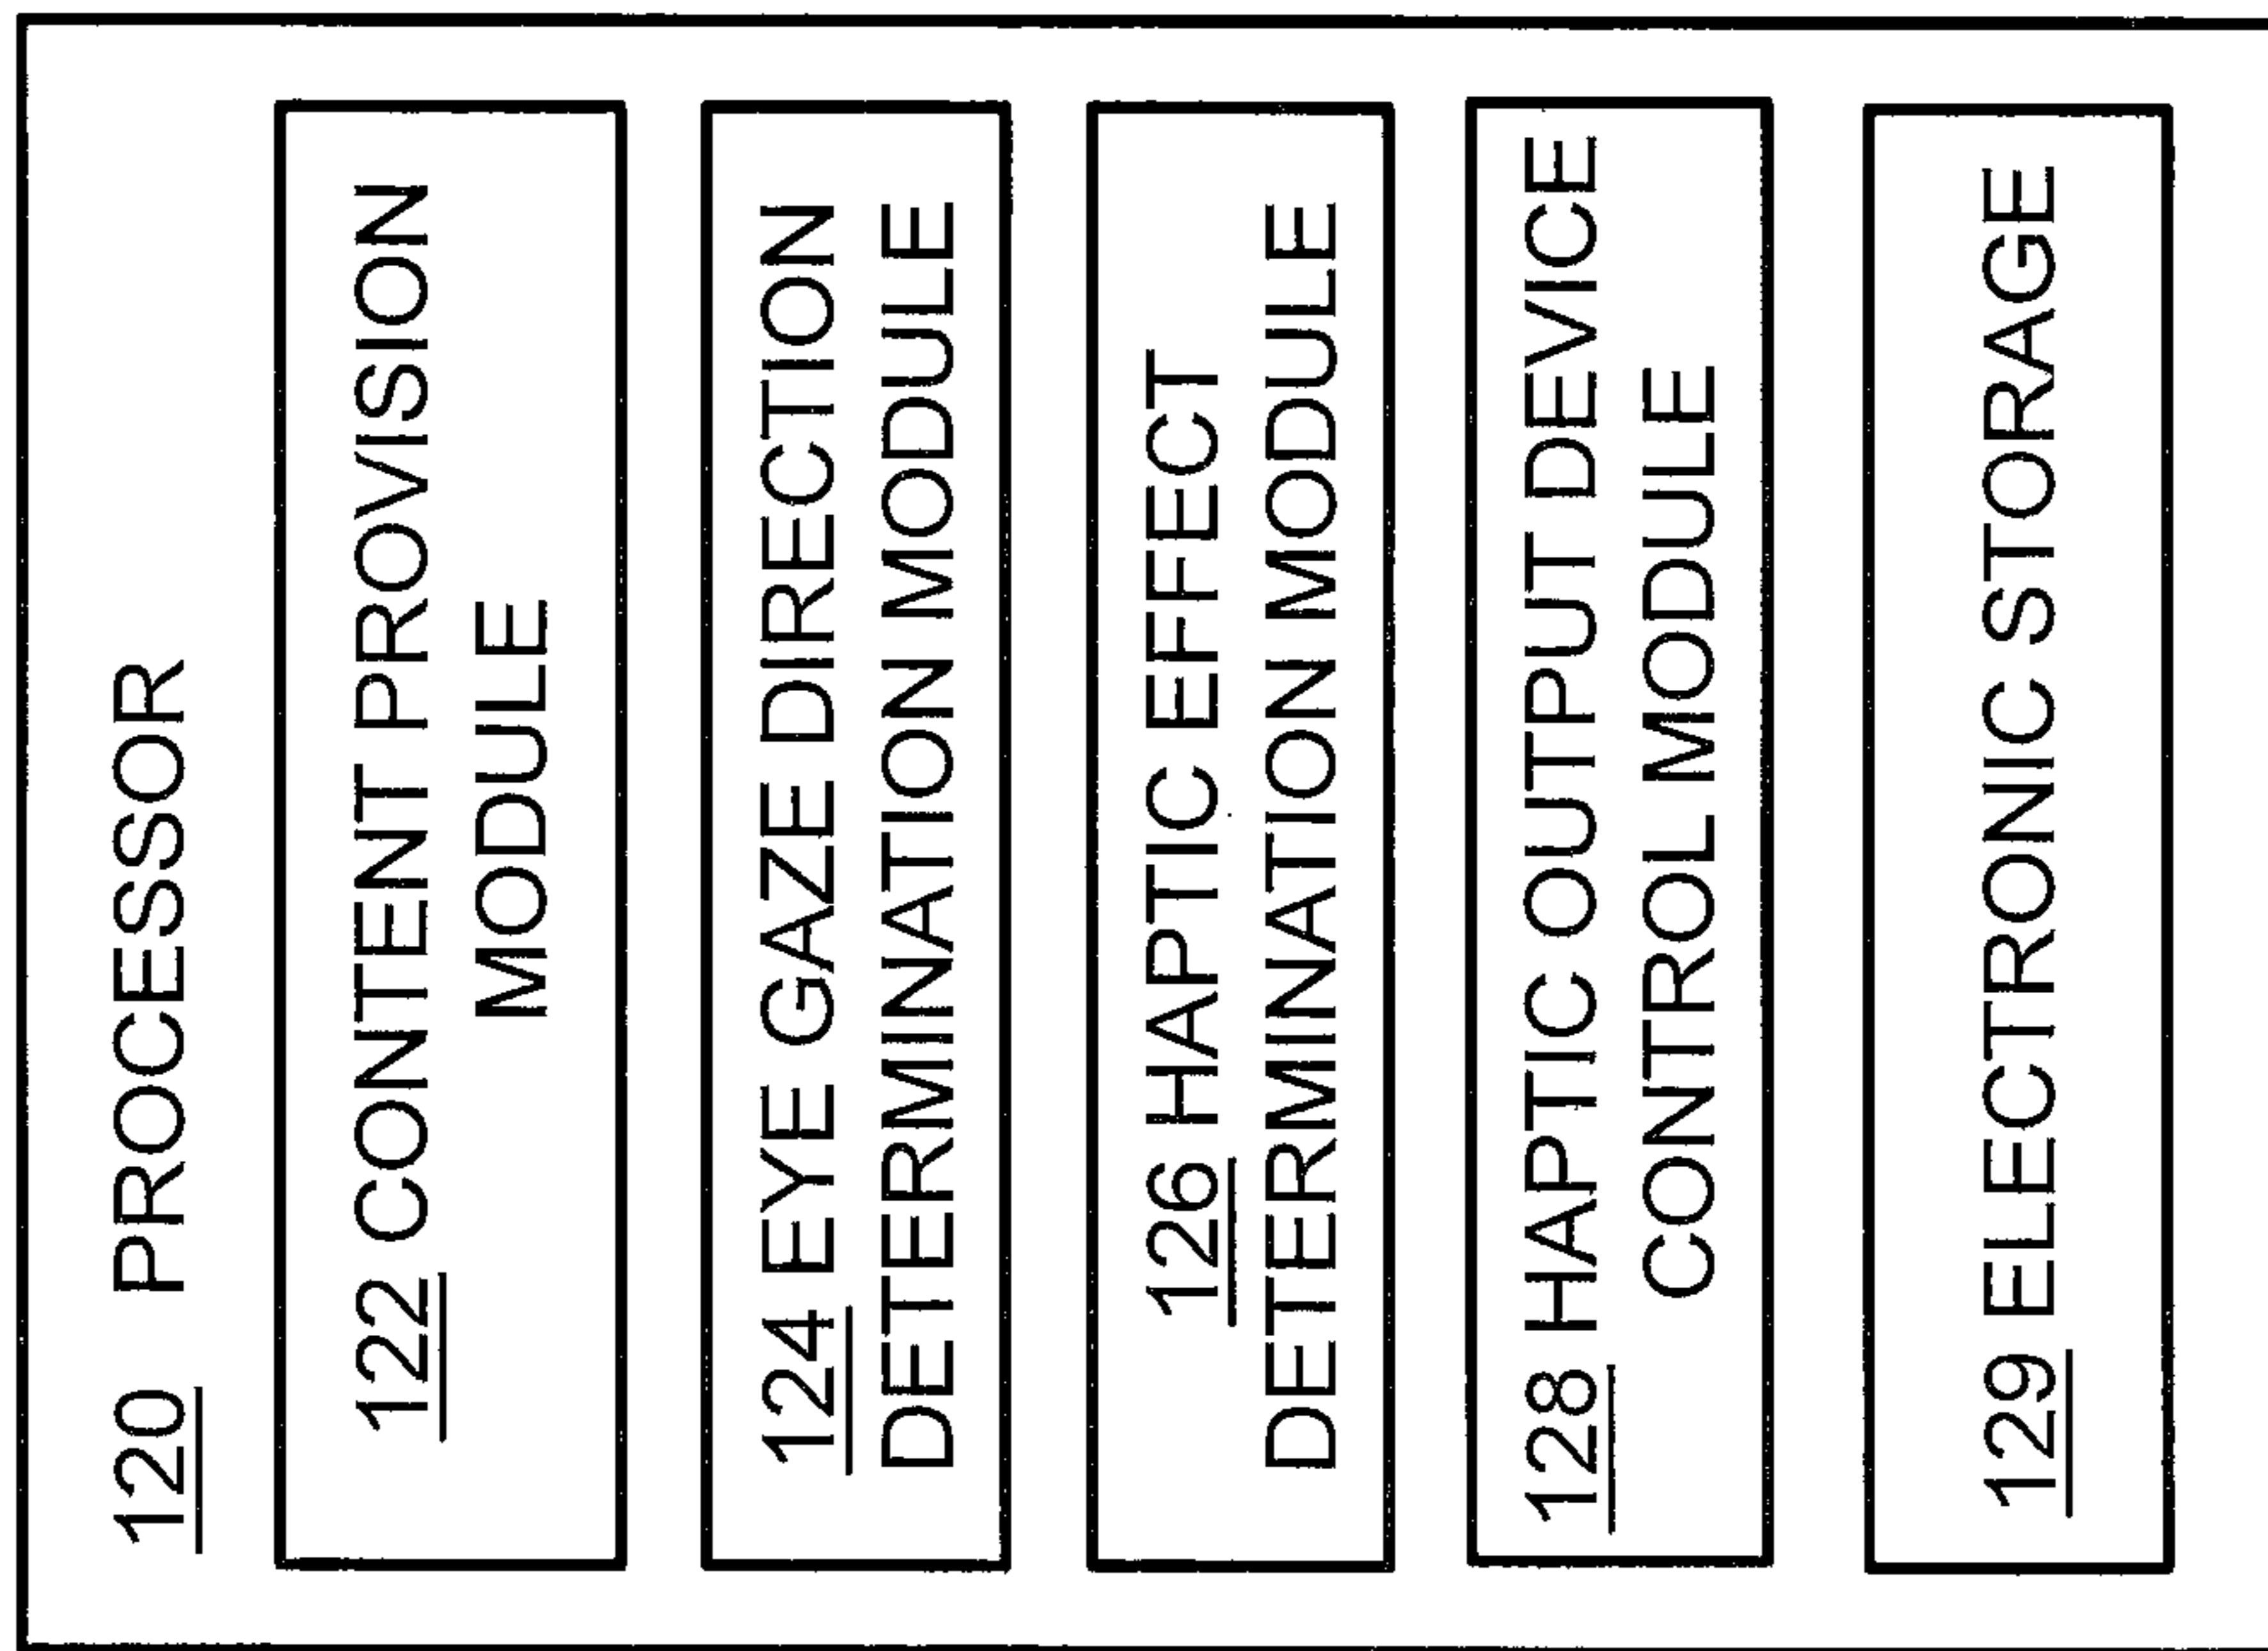 120 PROCESSOR
122 CONTENT PROVISION
MODULE
124 EYE GAZE DIRECTION
DETERMINATION MODULE
126 HAPTIC EFFECT
DETERMINATION MODULE
128 HAPTIC OUTPUT DEVICE
CONTROL MODULE
129 ELECTRONIC STORAGE